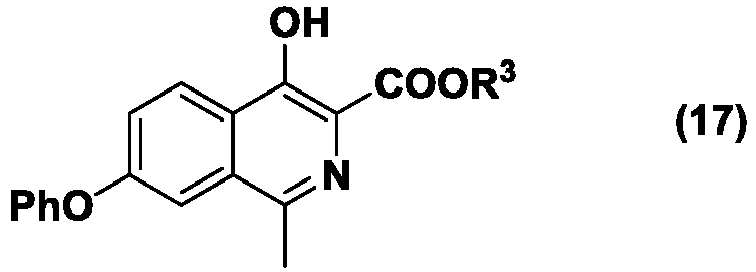 OH
COOR³
(17)
N
PhO